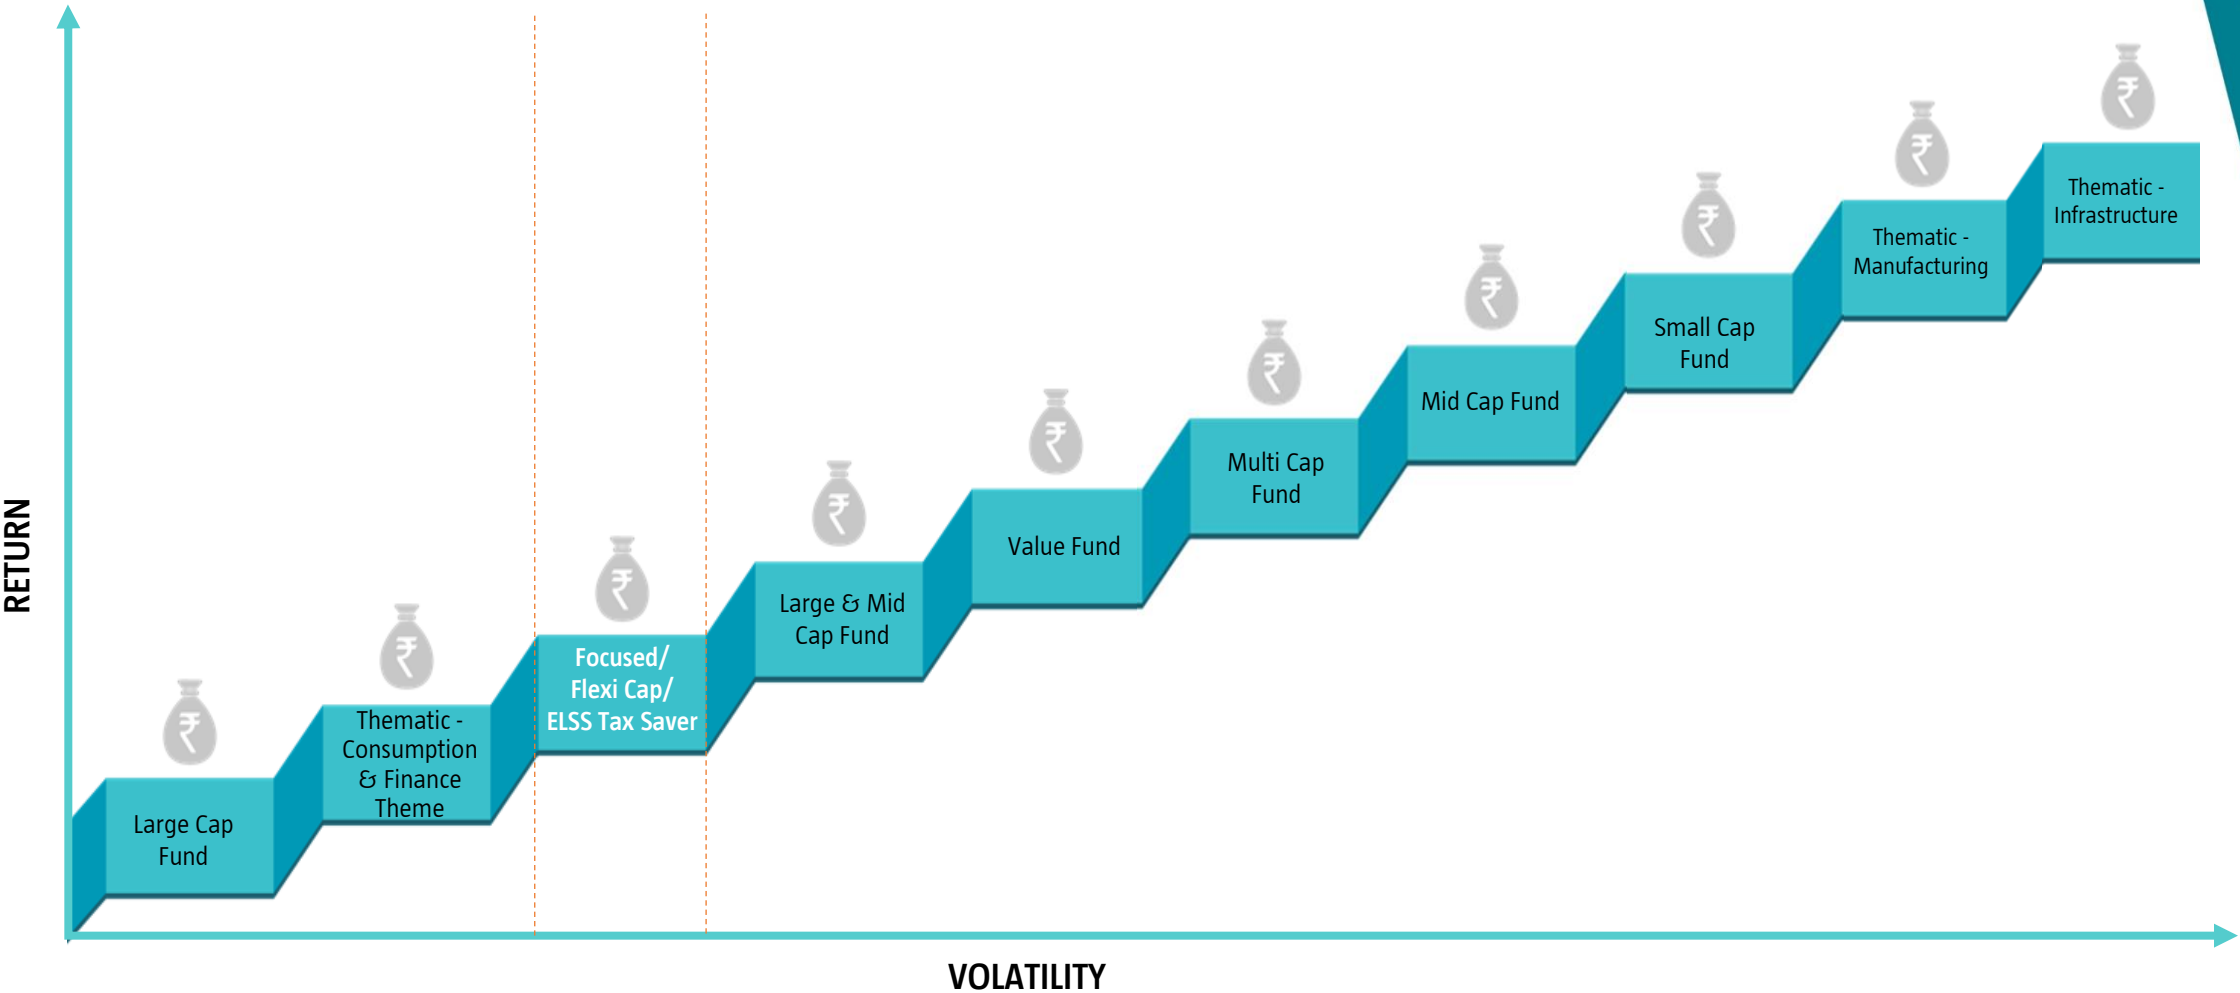 RETURN
Large Cap
Fund
Thematic -
Consumption
& Finance
Theme
Focused/
Flexi Cap/
ELSS Tax Saver
Large & Mid
Cap Fund
Value Fund
Multi Cap
Fund
Mid Cap Fund
Small Cap
Fund
Thematic -
Manufacturing
Thematic -
Infrastructure
₹
₹
₹
₹
₹
₹
₹
₹
₹
₹
VOLATILITY